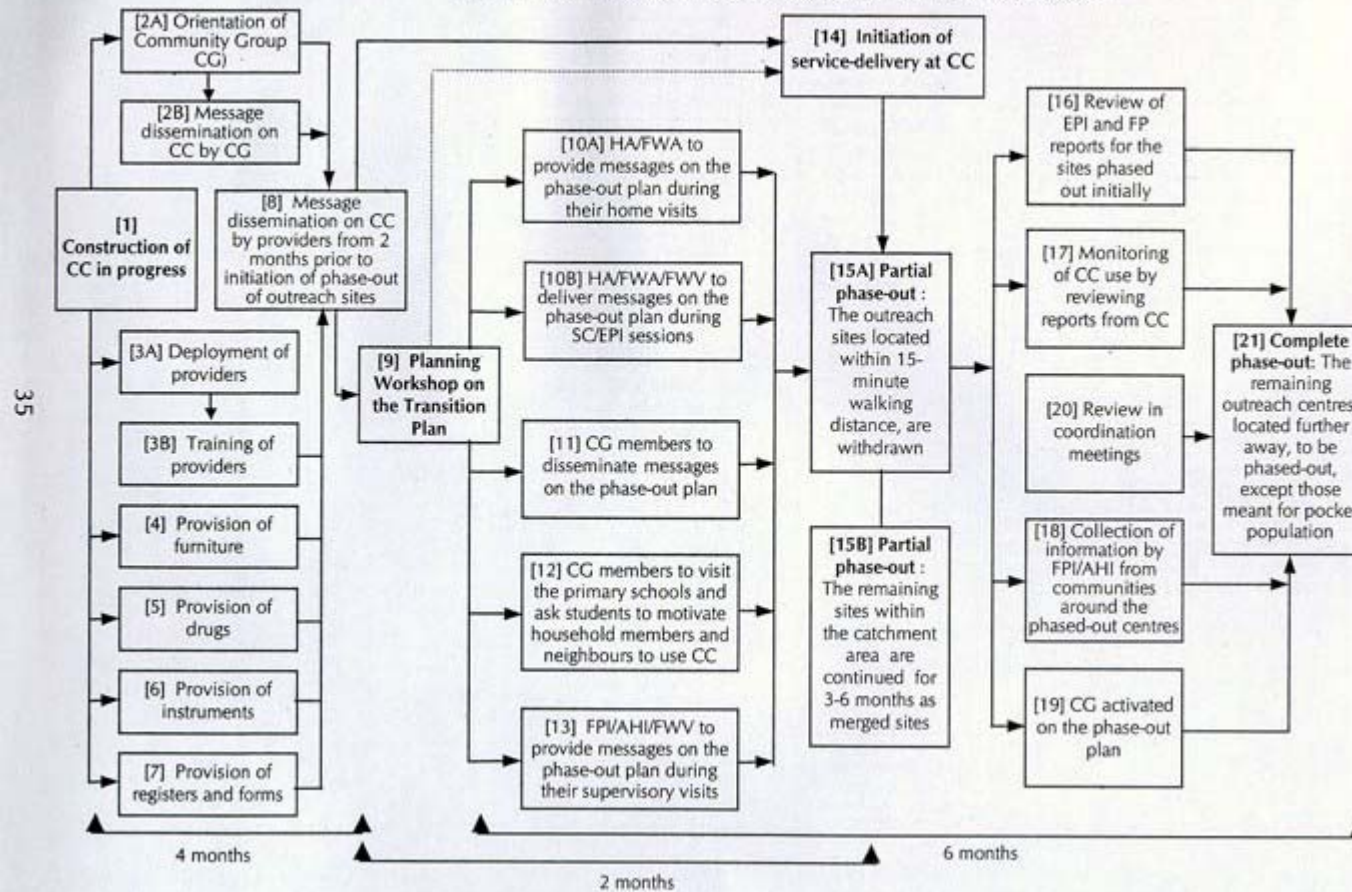 [2A] Orientation of
Community Group
CG)
[2B] Message
dissemination on
CC by CG
[1]
Construction of
CC in progress
[8] Message
dissemination on CC
by providers from 2
months prior to
initiation of phase-out
of outreach sites
[3A] Deployment of
providers
[3B] Training of
providers
[4] Provision of
furniture
[5] Provision of
drugs
[6] Provision of
instruments
[7] Provision of
registers and forms
[9] Planning
Workshop on
the Transition
Plan
[10A] HA/FWA to
provide messages on the
phase-out plan during
their home visits
[10B] HA/FWA/FWV to
deliver messages on the
phase-out plan during
SC/EPI sessions
[11] CG members to
disseminate messages
on the phase-out plan
[12] CG members to visit
the primary schools and
ask students to motivate
household members and
neighbours to use CC
[13] FPI/AHI/FWV to
provide messages on the
phase-out plan during
their supervisory visits
[14] Initiation of
service-delivery at CC
[15A] Partial
phase-out :
The outreach
sites located
within 15-
minute
walking
distance, are
withdrawn
[15B] Partial
phase-out :
The remaining
sites within
the catchment
area are
continued for
3-6 months as
merged sites
[16] Review of
EPI and FP
reports for the
sites phased
out initially
[17] Monitoring
of CC use by
reviewing
reports from CC
[20] Review in
coordination
meetings
[18] Collection of
information by
FPI/AHI from
communities
around the
phased-out centres
[19] CG activated
on the phase-out
plan
[21] Complete
phase-out: The
remaining
outreach centres,
located further
away, to be
phased-out,
except those
meant for pocket
population
4 months
2 months
6 months
35